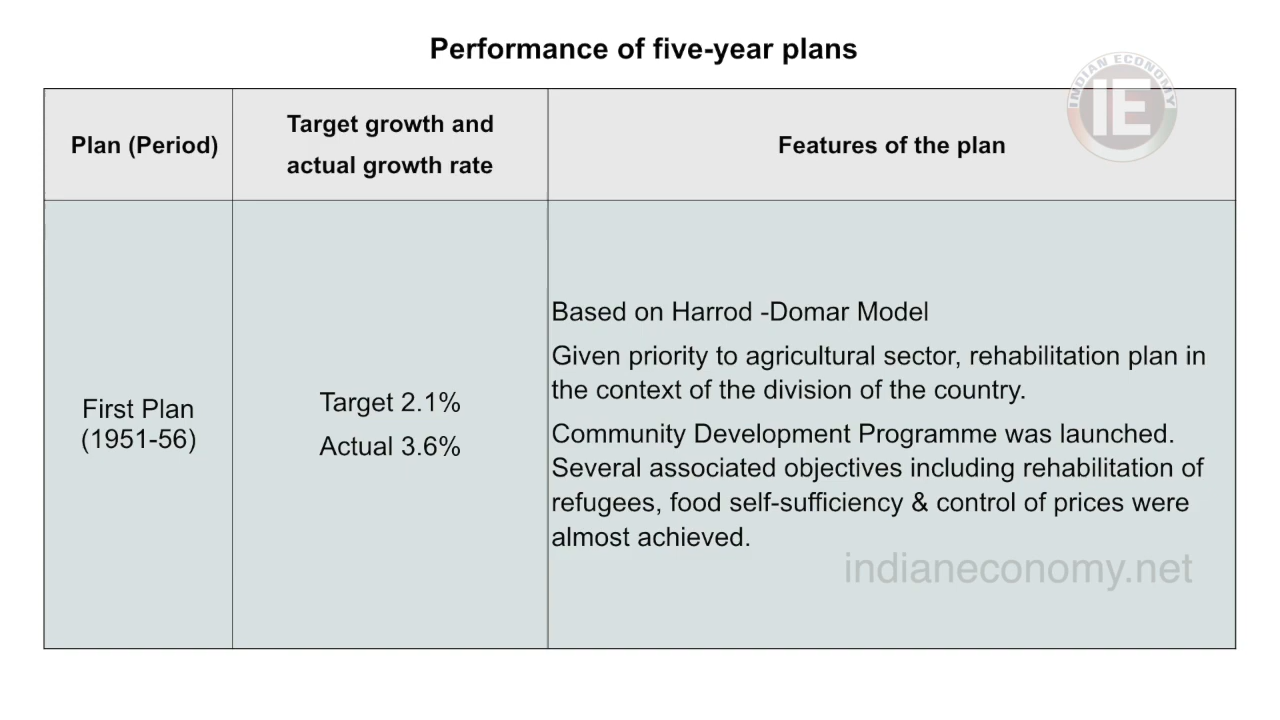 Performance of five-year plans
INDIAN ECONOMY
IE
Plan (Period)
Target growth and
actual growth rate
Features of the plan
First Plan
(1951-56)
Target 2.1%
Actual 3.6%
Based on Harrod -Domar Model
Given priority to agricultural sector, rehabilitation plan in
the context of the division of the country.
Community Development Programme was launched.
Several associated objectives including rehabilitation of
refugees, food self-sufficiency & control of prices were
almost achieved.
indianeconomy.net